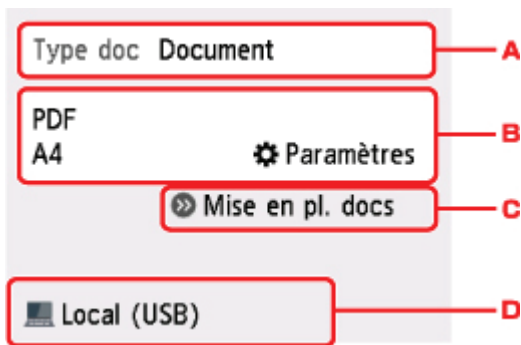 Type doc Document
A
PDF
B
A4 Paramètres
Mise en pl. docs
C
Local (USB)
D